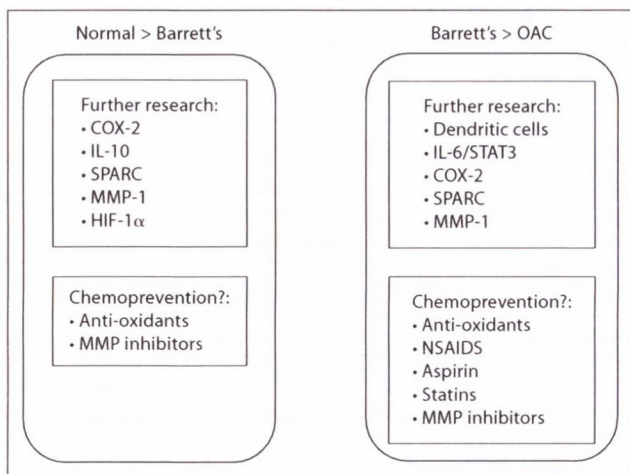 Normal > Barrett's
Further research:
• COX-2
• IL-10
• SPARC
• MMP-1
• HIF-1α
Chemoprevention?:
• Anti-oxidants
• MMP inhibitors
Barrett's > OAC
Further research:
• Dendritic cells
• IL-6/STAT3
• COX-2
• SPARC
• MMP-1
Chemoprevention?:
• Anti-oxidants
• NSAIDS
• Aspirin
• Statins
• MMP inhibitors